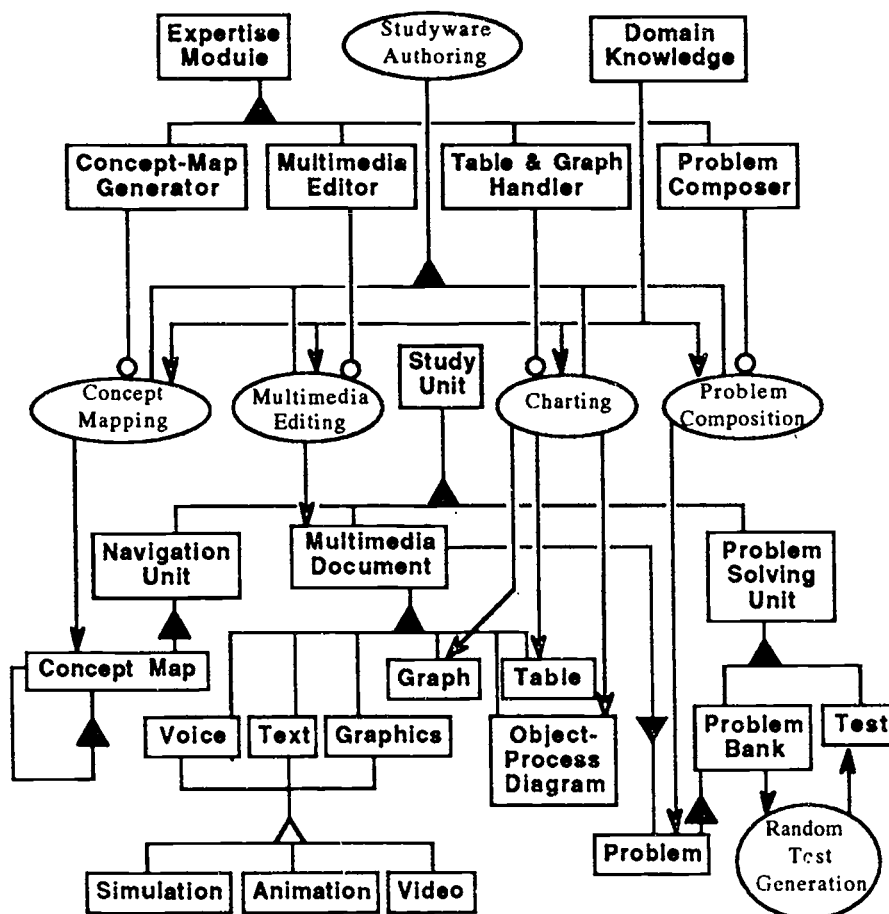 Expertise
Module
Studyware
Authoring
Domain
Knowledge
Concept-Map
Generator
Multimedia
Editor
Table & Graph
Handler
Problem
Composer
Concept
Mapping
Multimedia
Editing
Study
Unit
Charting
Problem
Composition
Navigation
Unit
Multimedia
Document
Problem
Solving
Unit
Concept Map
Graph
Table
Voice
Text
Graphics
Object-
Process
Diagram
Problem
Bank
Test
Problem
Random
Test
Generation
Simulation
Animation
Video